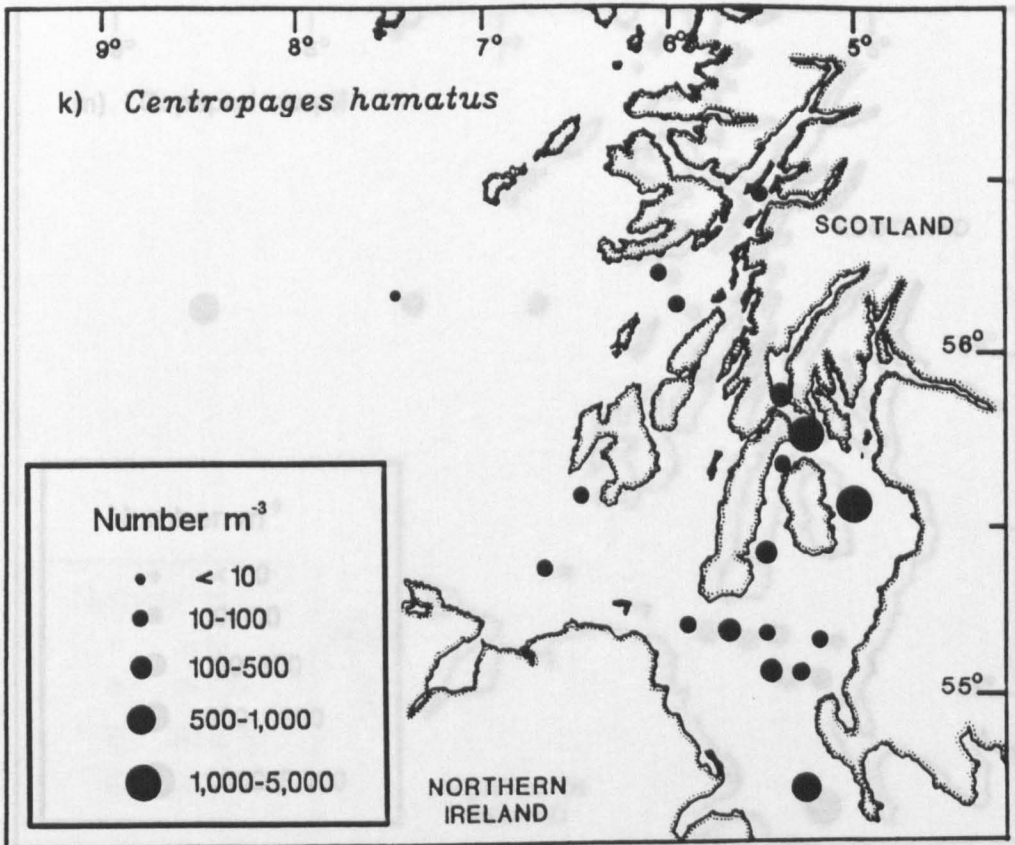 9° 8° 7° 6° 5°
k) Centropages hamatus
SCOTLAND
56°
Number m⁻³
< 10
10-100
100-500
500-1,000
1,000-5,000
55°
NORTHERN
IRELAND